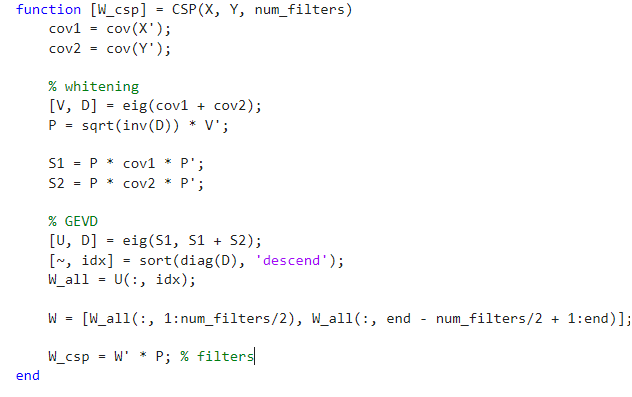 function [W_csp] = CSP(X, Y, num_filters)
    cov1 = cov(X');
    cov2 = cov(Y');

    % whitening
    [V, D] = eig(cov1 + cov2);
    P = sqrt(inv(D)) * V';

    S1 = P * cov1 * P';
    S2 = P * cov2 * P';

    % GEVD
    [U, D] = eig(S1, S1 + S2);
    [~, idx] = sort(diag(D), 'descend');
    W_all = U(:, idx);

    W = [W_all(:, 1:num_filters/2), W_all(:, end - num_filters/2 + 1:end)];

    W_csp = W' * P; % filters
end